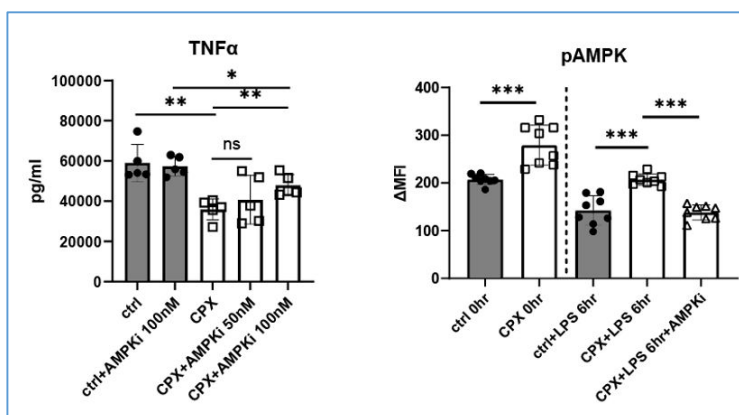 TNFα
pg/ml
100000
80000
60000
40000
20000
0
**
*
**
ns
ctrl
ctrl+AMPKi 100nM
CPX
CPX+AMPKi 50nM
CPX+AMPKi 100nM
pAMPK
ΔMFI
400
300
200
100
0
***
***
***
ctrl 0hr
CPX 0hr
ctrl+LPS 6hr
CPX+LPS 6hr
CPX+LPS 6hr+AMPKi